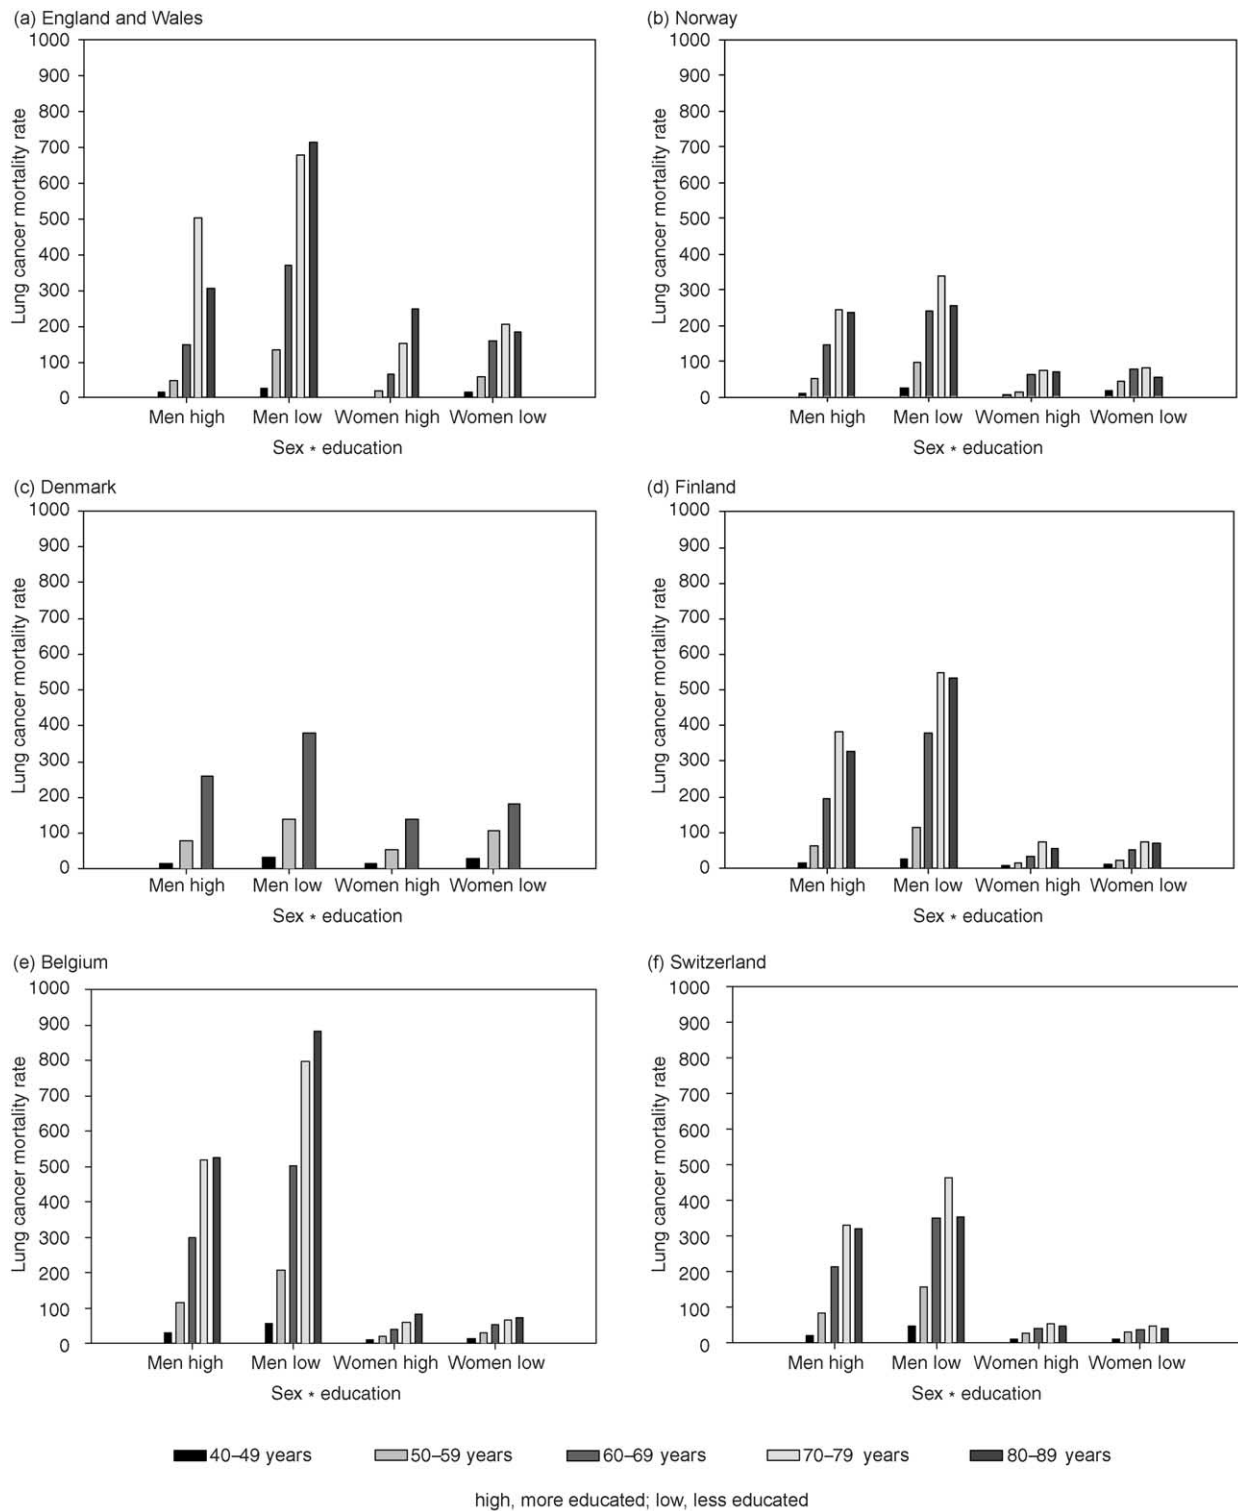 (a) England and Wales
Lung cancer mortality rate
1000
900
800
700
600
500
400
300
200
100
0
Men high Men low Women high Women low
Sex * education
(b) Norway
Lung cancer mortality rate
1000
900
800
700
600
500
400
300
200
100
0
Men high Men low Women high Women low
Sex * education
(c) Denmark
Lung cancer mortality rate
1000
900
800
700
600
500
400
300
200
100
0
Men high Men low Women high Women low
Sex * education
(d) Finland
Lung cancer mortality rate
1000
900
800
700
600
500
400
300
200
100
0
Men high Men low Women high Women low
Sex * education
(e) Belgium
Lung cancer mortality rate
1000
900
800
700
600
500
400
300
200
100
0
Men high Men low Women high Women low
Sex * education
(f) Switzerland
Lung cancer mortality rate
1000
900
800
700
600
500
400
300
200
100
0
Men high Men low Women high Women low
Sex * education
40–49 years 50–59 years 60–69 years 70–79 years 80–89 years
high, more educated; low, less educated